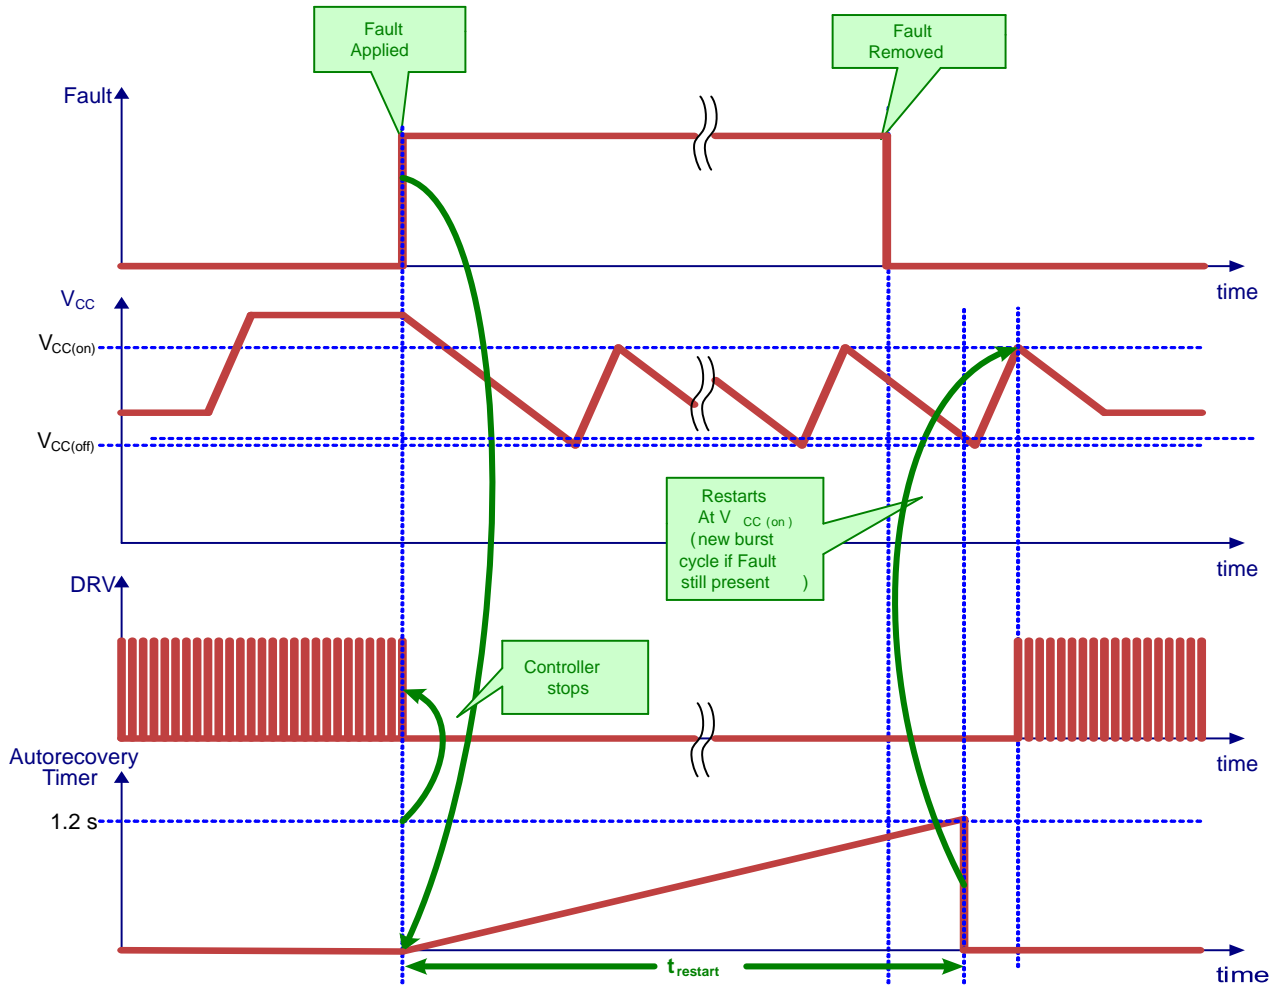 Fault
Applied
Fault
Removed
Fault
time
VCC
VCC(on)
VCC(off)
Restarts
At V CC (on)
(new burst
cycle if Fault
still present )
time
DRV
Controller
stops
time
Autorecovery
Timer
1.2 s
trestart
time